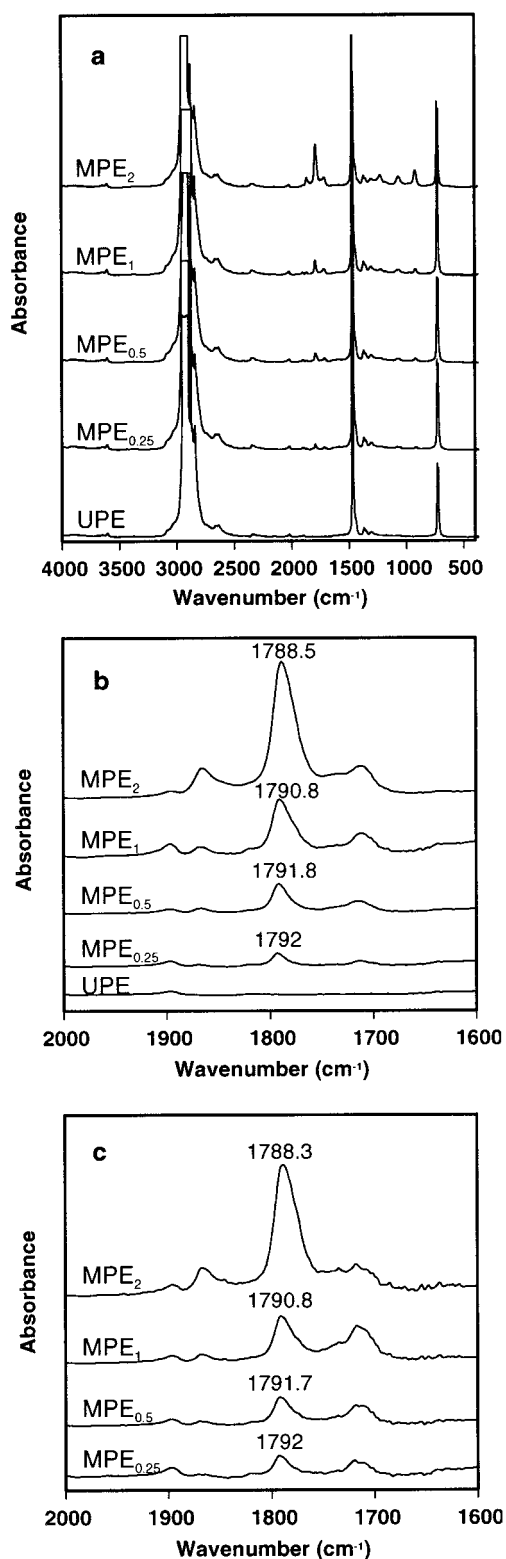 a
MPE₂
MPE₁
MPE₀.₅
MPE₀.₂₅
UPE
Absorbance
4000 3500 3000 2500 2000 1500 1000 500
Wavenumber (cm⁻¹)
b
1788.5
MPE₂
1790.8
MPE₁
1791.8
MPE₀.₅
1792
MPE₀.₂₅
UPE
Absorbance
2000 1900 1800 1700 1600
Wavenumber (cm⁻¹)
c
1788.3
MPE₂
1790.8
MPE₁
1791.7
MPE₀.₅
1792
MPE₀.₂₅
Absorbance
2000 1900 1800 1700 1600
Wavenumber (cm⁻¹)